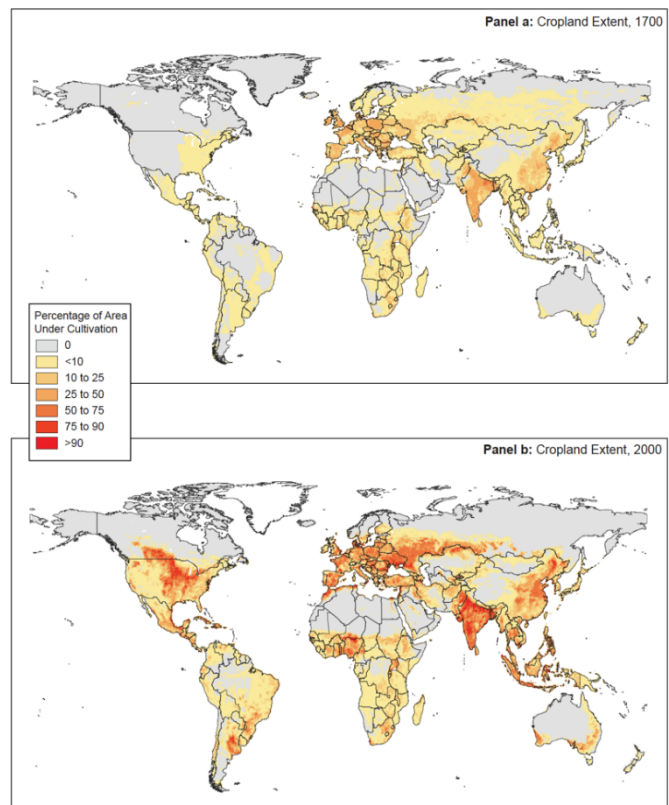 Panel a: Cropland Extent, 1700
Percentage of Area
Under Cultivation
0
<10
10 to 25
25 to 50
50 to 75
75 to 90
>90
Panel b: Cropland Extent, 2000